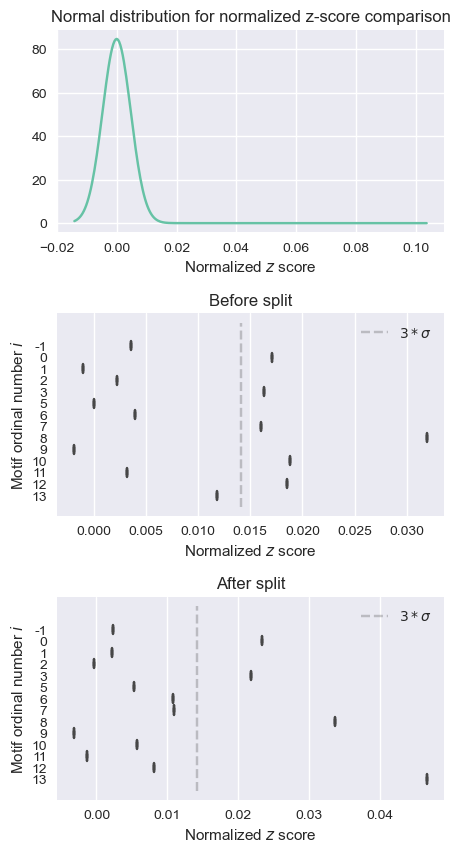 Normal distribution for normalized z-score comparison
80
60
40
20
0
−0.02 0.00 0.02 0.04 0.06 0.08 0.10
Normalized z score
Before split
3 * σ
Motif ordinal number i
-1
0
1
2
3
5
6
7
8
9
10
11
12
13
0.000 0.005 0.010 0.015 0.020 0.025 0.030
Normalized z score
After split
3 * σ
Motif ordinal number i
-1
0
1
2
3
5
6
7
8
9
10
11
12
13
0.00 0.01 0.02 0.03 0.04
Normalized z score